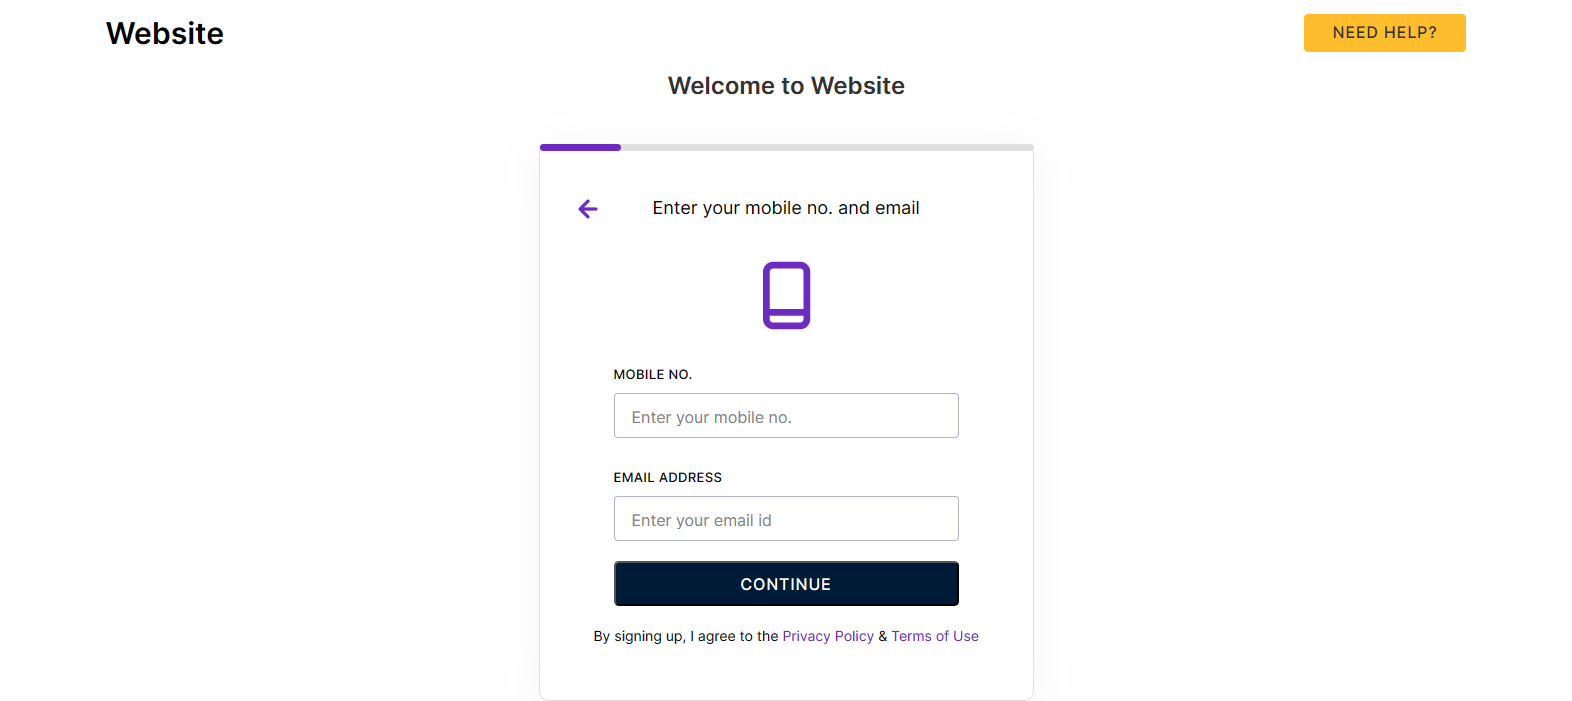 Website
NEED HELP?
Welcome to Website
Enter your mobile no. and email
MOBILE NO.
Enter your mobile no.
EMAIL ADDRESS
Enter your email id
CONTINUE
By signing up, I agree to the Privacy Policy & Terms of Use